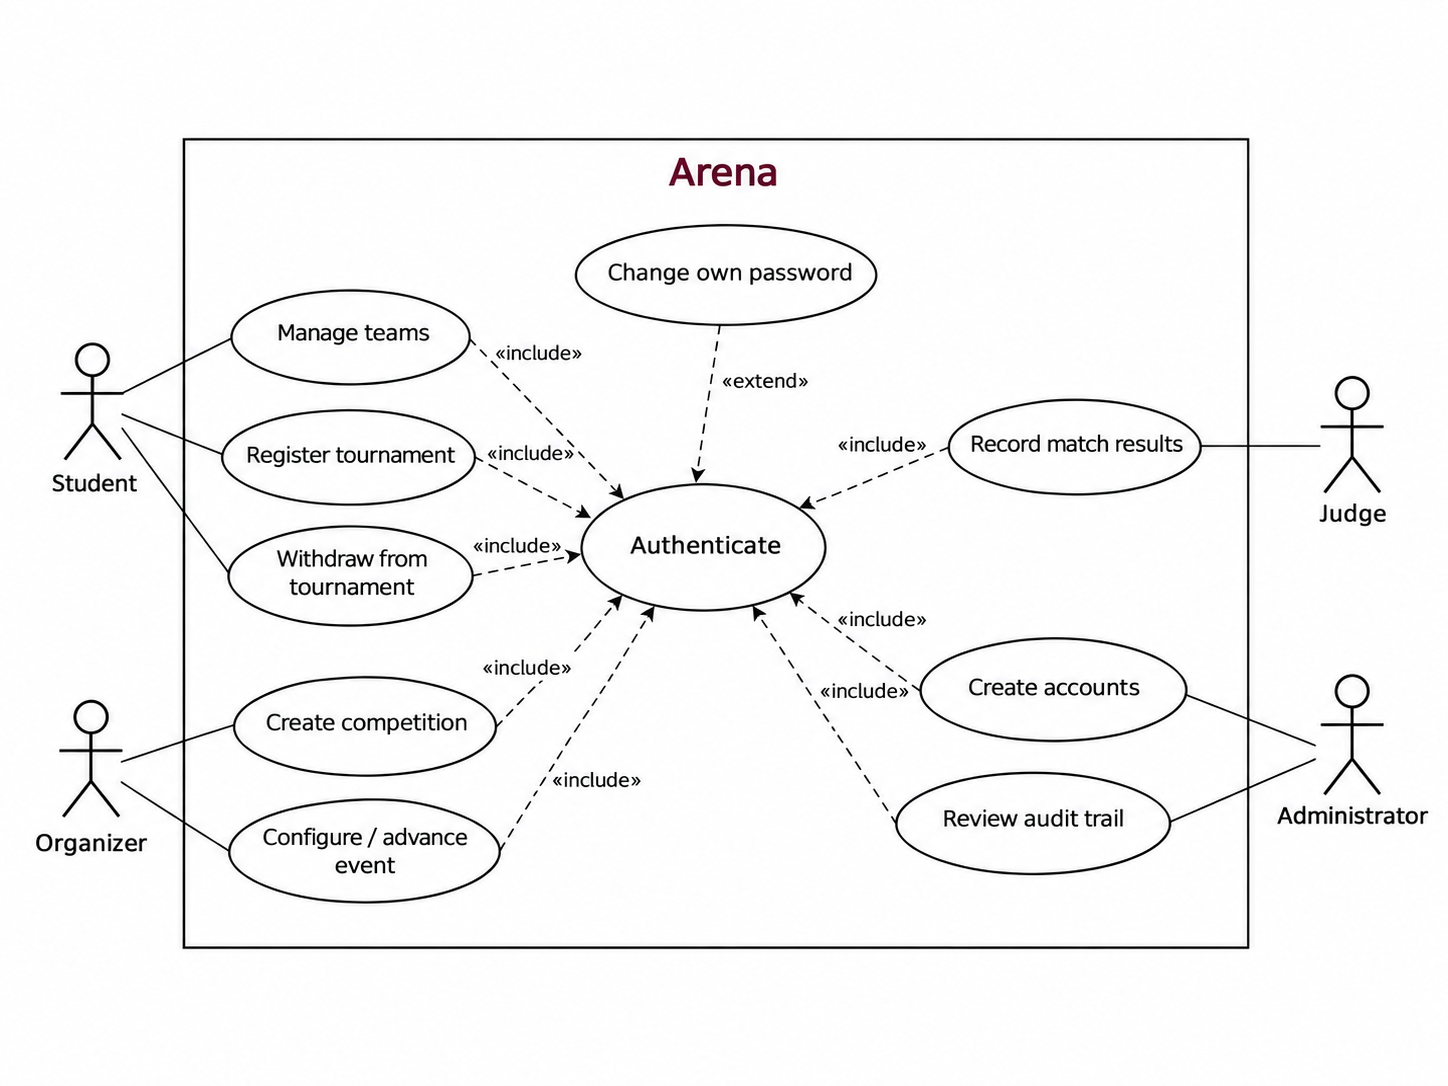 Arena
Change own password
Manage teams
«include»
«extend»
Register tournament
«include»
«include»
Record match results
Student
Judge
Withdraw from
tournament
«include»
Authenticate
«include»
«include»
Create competition
«include»
Create accounts
Organizer
Configure / advance
event
«include»
Review audit trail
Administrator